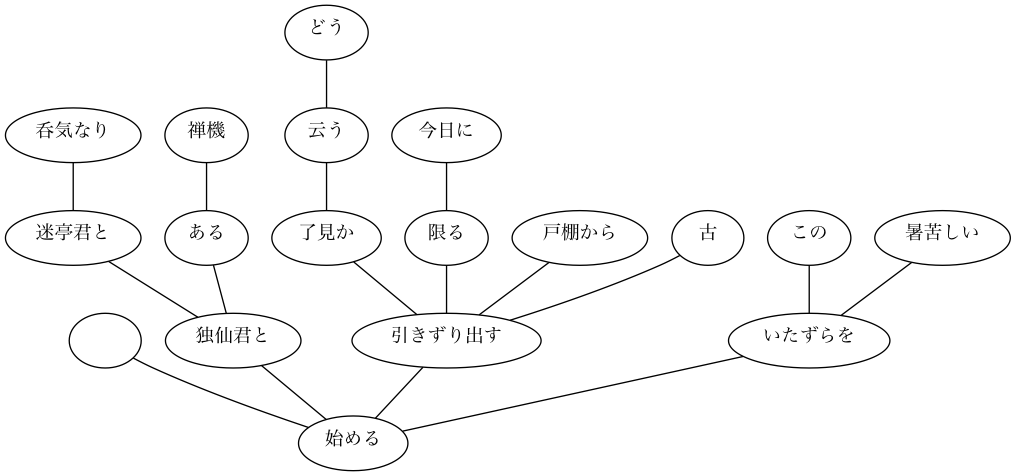 どう
呑気なり
禅機
云う
今日に
迷亭君と
ある
了見か
限る
戸棚から
古
この
暑苦しい
独仙君と
引きずり出す
いたずらを
始める